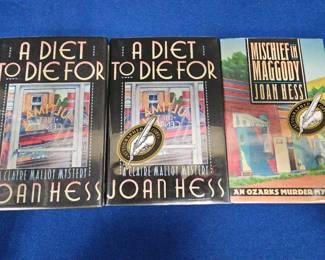 A DIET
TO DIE FOR
A CLAIRE MALLOY MYSTERY
JOAN HESS
A DIET
TO DIE FOR
A CLAIRE MALLOY MYSTERY
JOAN HESS
MISCHIEF IN
MAGGODY
JOAN HESS
AN OZARKS MURDER MY